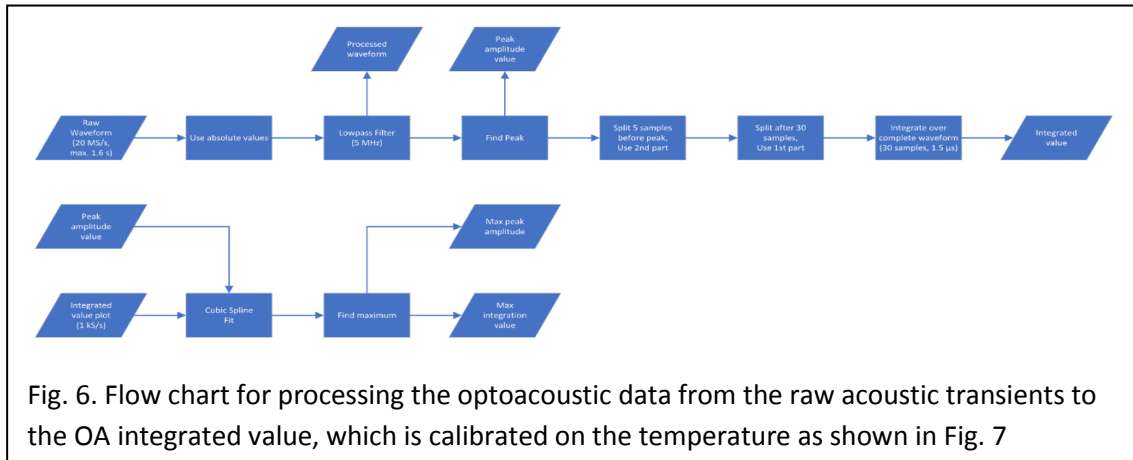 Processed
waveform
Peak
amplitude
value
Raw
Waveform
(20 MS/s,
max. 1.6 s)
Use absolute values
Lowpass Filter
(5 MHz)
Find Peak
Split 5 samples
before peak,
Use 2nd part
Split after 30
samples,
Use 1st part
Integrate over
complete waveform
(30 samples, 1.5 µs)
Integrated
value
Peak
amplitude
value
Max peak
amplitude
Integrated
value plot
(1 kS/s)
Cubic Spline
Fit
Find maximum
Max
integration
value
Fig. 6. Flow chart for processing the optoacoustic data from the raw acoustic transients to
the OA integrated value, which is calibrated on the temperature as shown in Fig. 7